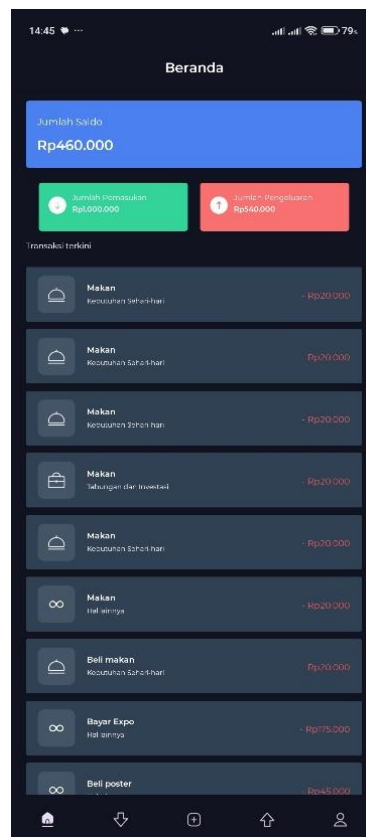 14:45
79%
Beranda
Jumlah Saldo
Rp460.000
Jumlah Pemasukan
Rp1.000.000
Jumlah Pengeluaran
Rp540.000
Transaksi terkini
Makan
Kebutuhan Sehari-hari
- Rp20.000
Makan
Kebutuhan Sehari-hari
- Rp20.000
Makan
Kebutuhan Sehari-hari
- Rp20.000
Makan
Tabungan dan Investasi
- Rp20.000
Makan
Kebutuhan Sehari-hari
- Rp20.000
Makan
Hal lainnya
- Rp20.000
Beli makan
Kebutuhan Sehari-hari
- Rp20.000
Bayar Expo
Hal lainnya
- Rp175.000
Beli poster
- Rp45.000